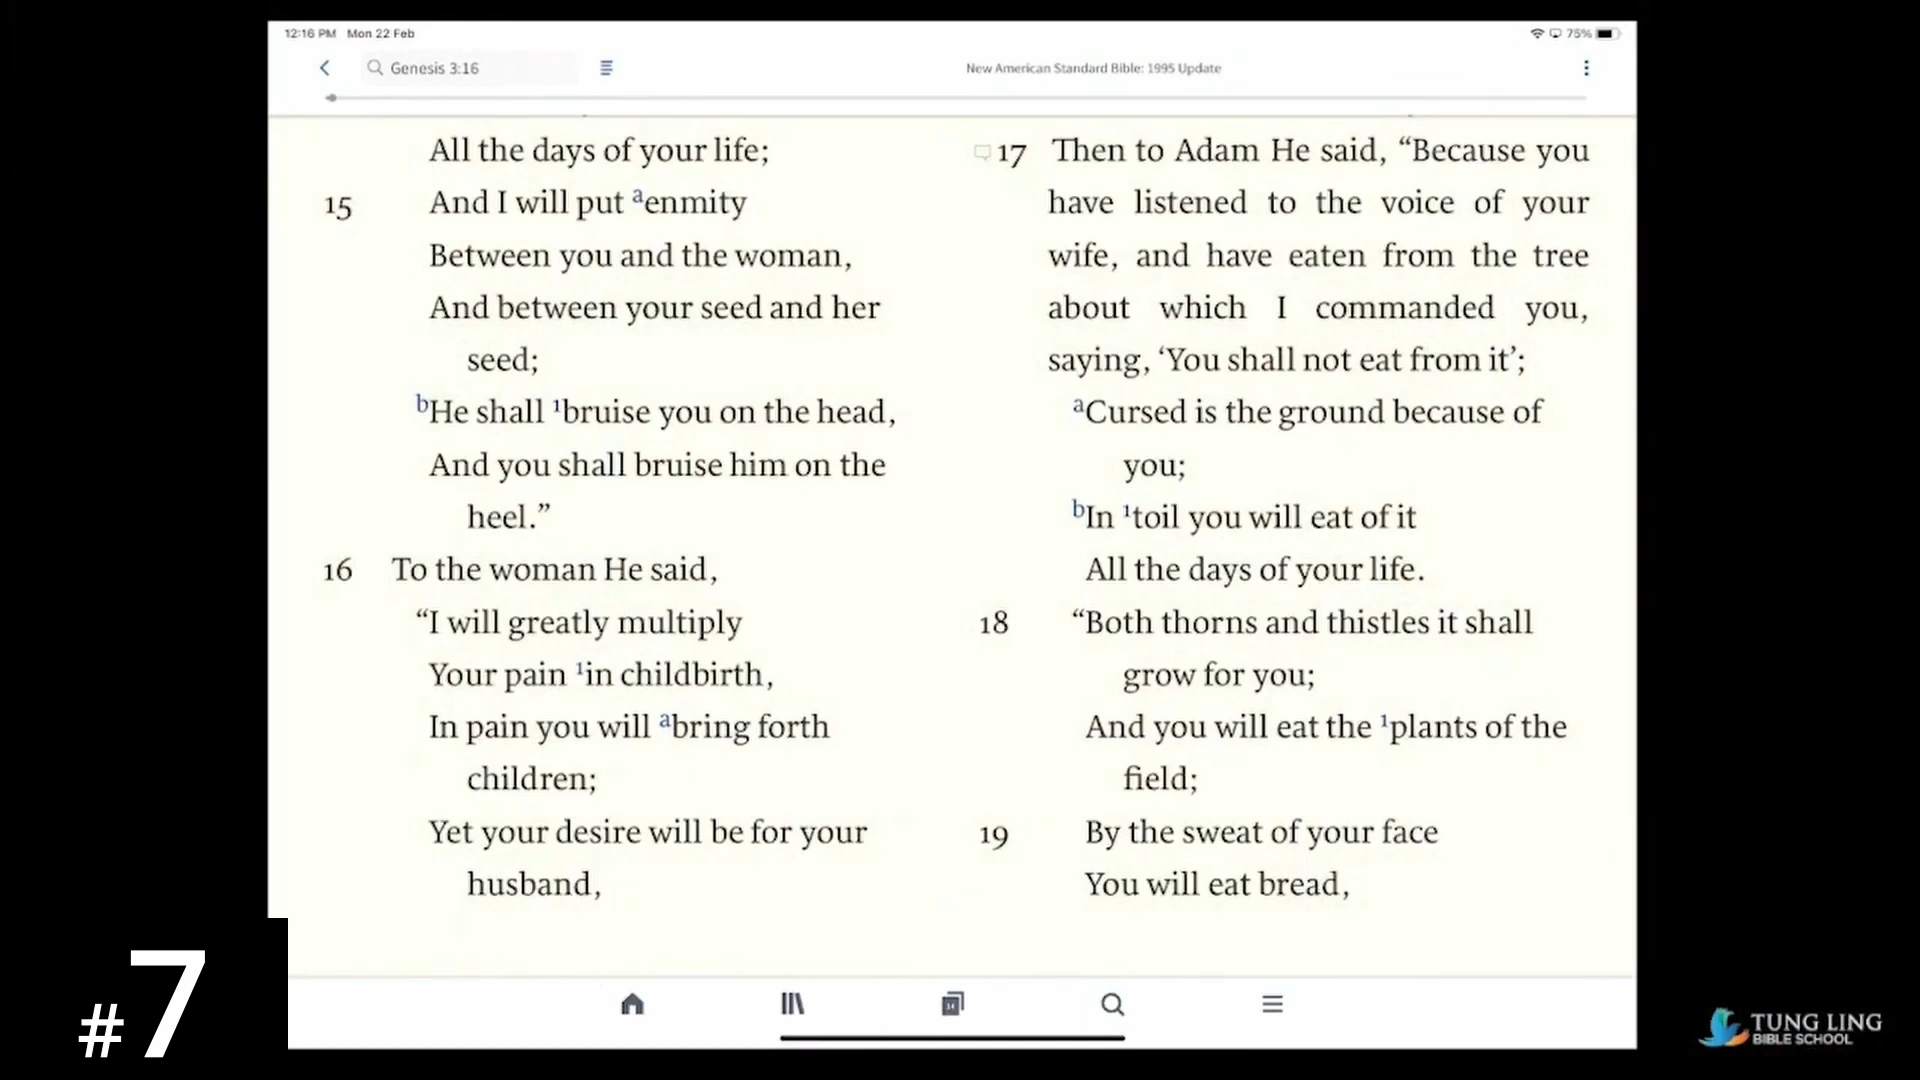 12:16 PM Mon 22 Feb
75%
Genesis 3:16
New American Standard Bible: 1995 Update
All the days of your life;
15 And I will put ᵃenmity
Between you and the woman,
And between your seed and her
seed;
ᵇHe shall ¹bruise you on the head,
And you shall bruise him on the
heel.”
16 To the woman He said,
“I will greatly multiply
Your pain ¹in childbirth,
In pain you will ᵃbring forth
children;
Yet your desire will be for your
husband,
17 Then to Adam He said, “Because you
have listened to the voice of your
wife, and have eaten from the tree
about which I commanded you,
saying, ‘You shall not eat from it’;
ᵃCursed is the ground because of
you;
ᵇIn ¹toil you will eat of it
All the days of your life.
18 “Both thorns and thistles it shall
grow for you;
And you will eat the ¹plants of the
field;
19 By the sweat of your face
You will eat bread,
#7
TUNG LING
BIBLE SCHOOL